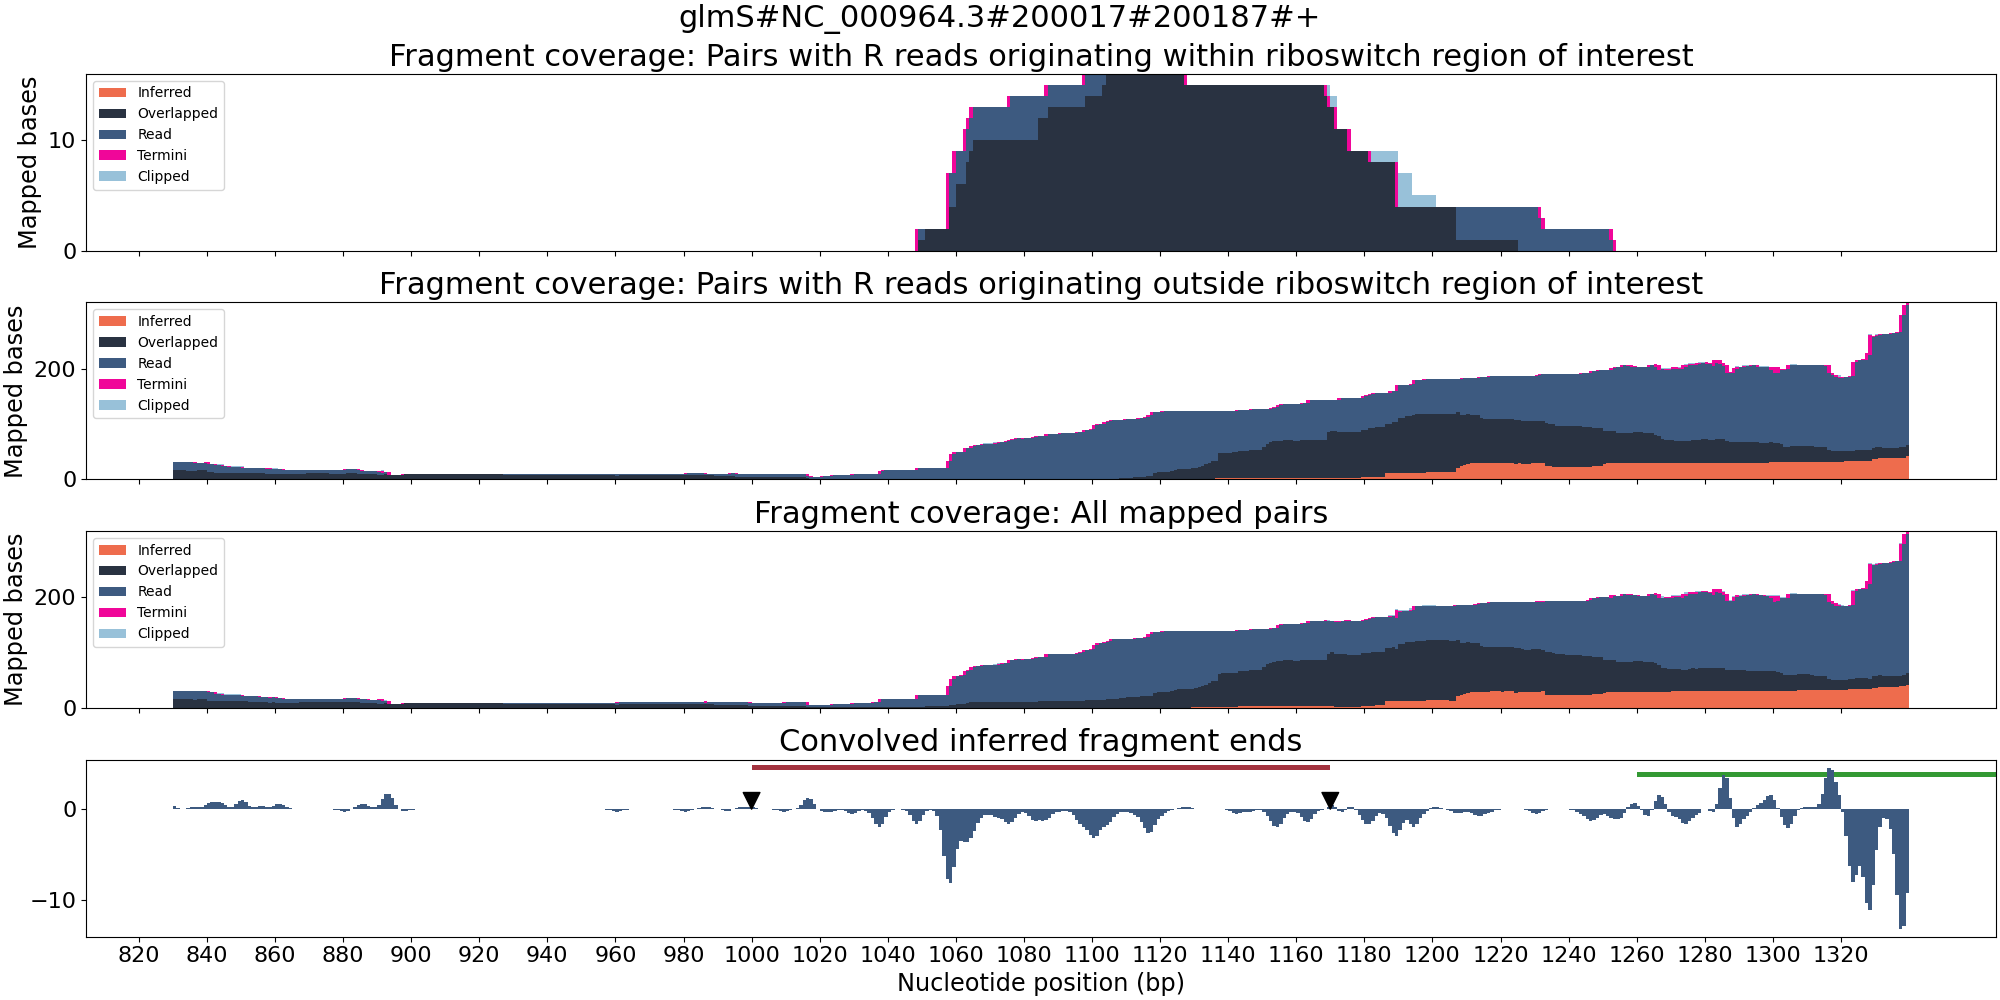 glmS#NC_000964.3#200017#200187#+
Fragment coverage: Pairs with R reads originating within riboswitch region of interest
Mapped bases
10
0
Inferred
Overlapped
Read
Termini
Clipped
Fragment coverage: Pairs with R reads originating outside riboswitch region of interest
Mapped bases
200
0
Inferred
Overlapped
Read
Termini
Clipped
Fragment coverage: All mapped pairs
Mapped bases
200
0
Inferred
Overlapped
Read
Termini
Clipped
Convolved inferred fragment ends
0
−10
820 840 860 880 900 920 940 960 980 1000 1020 1040 1060 1080 1100 1120 1140 1160 1180 1200 1220 1240 1260 1280 1300 1320
Nucleotide position (bp)